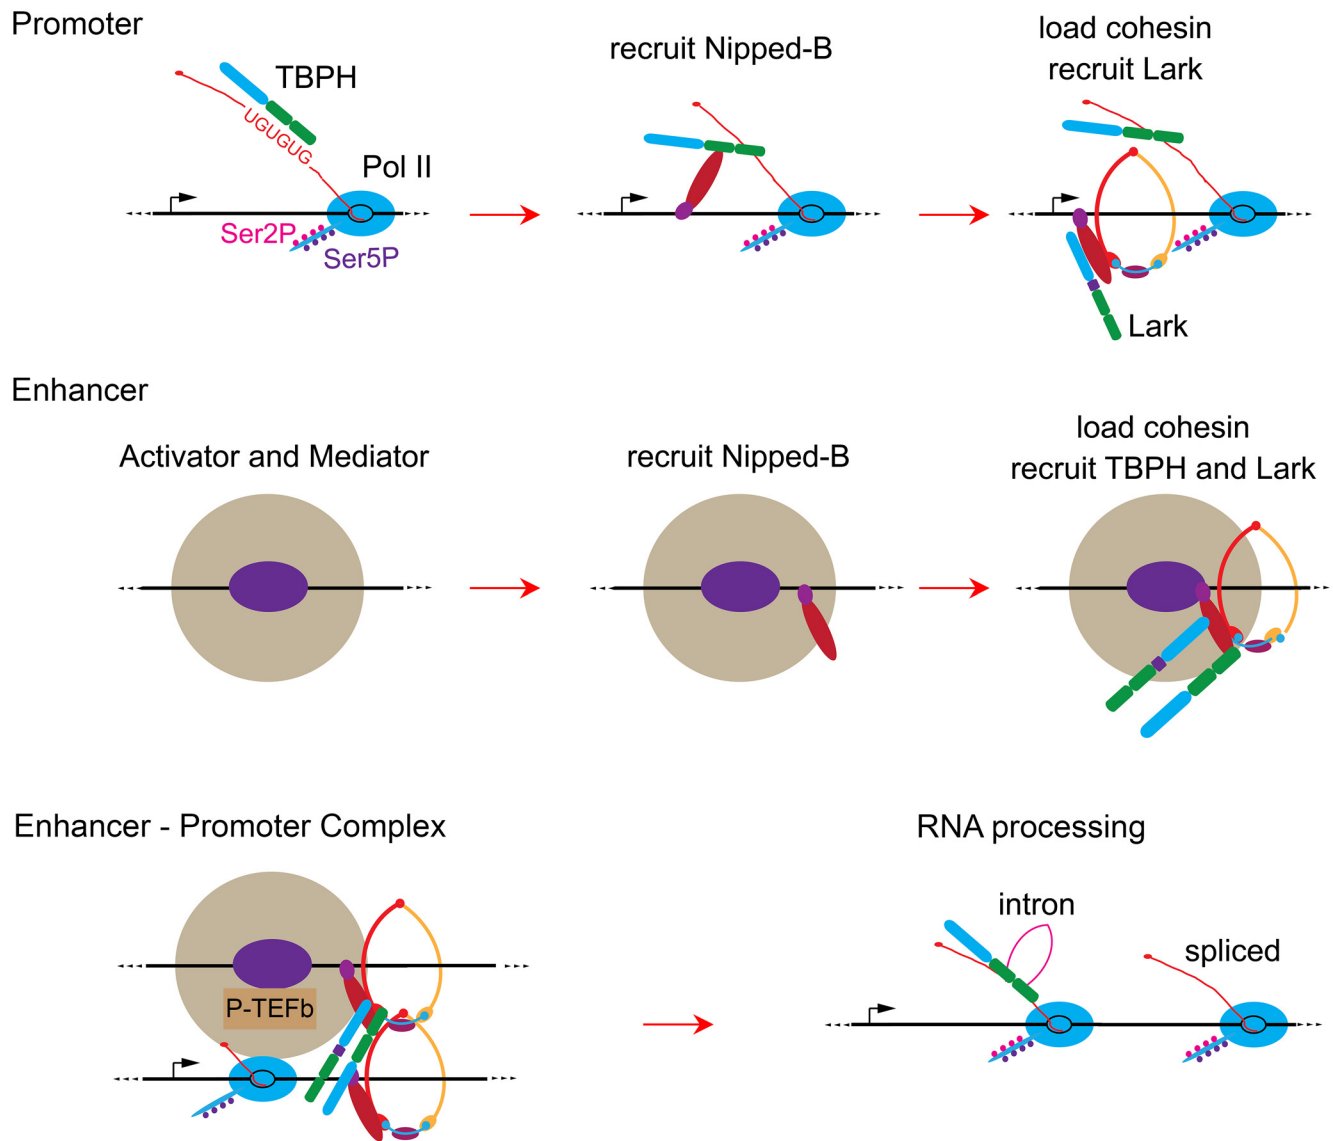 Promoter
TBPH
UGUGUG
Pol II
Ser2P
Ser5P
recruit Nipped-B
load cohesin
recruit Lark
Lark
Enhancer
Activator and Mediator
recruit Nipped-B
load cohesin
recruit TBPH and Lark
Enhancer - Promoter Complex
P-TEFb
RNA processing
intron
spliced